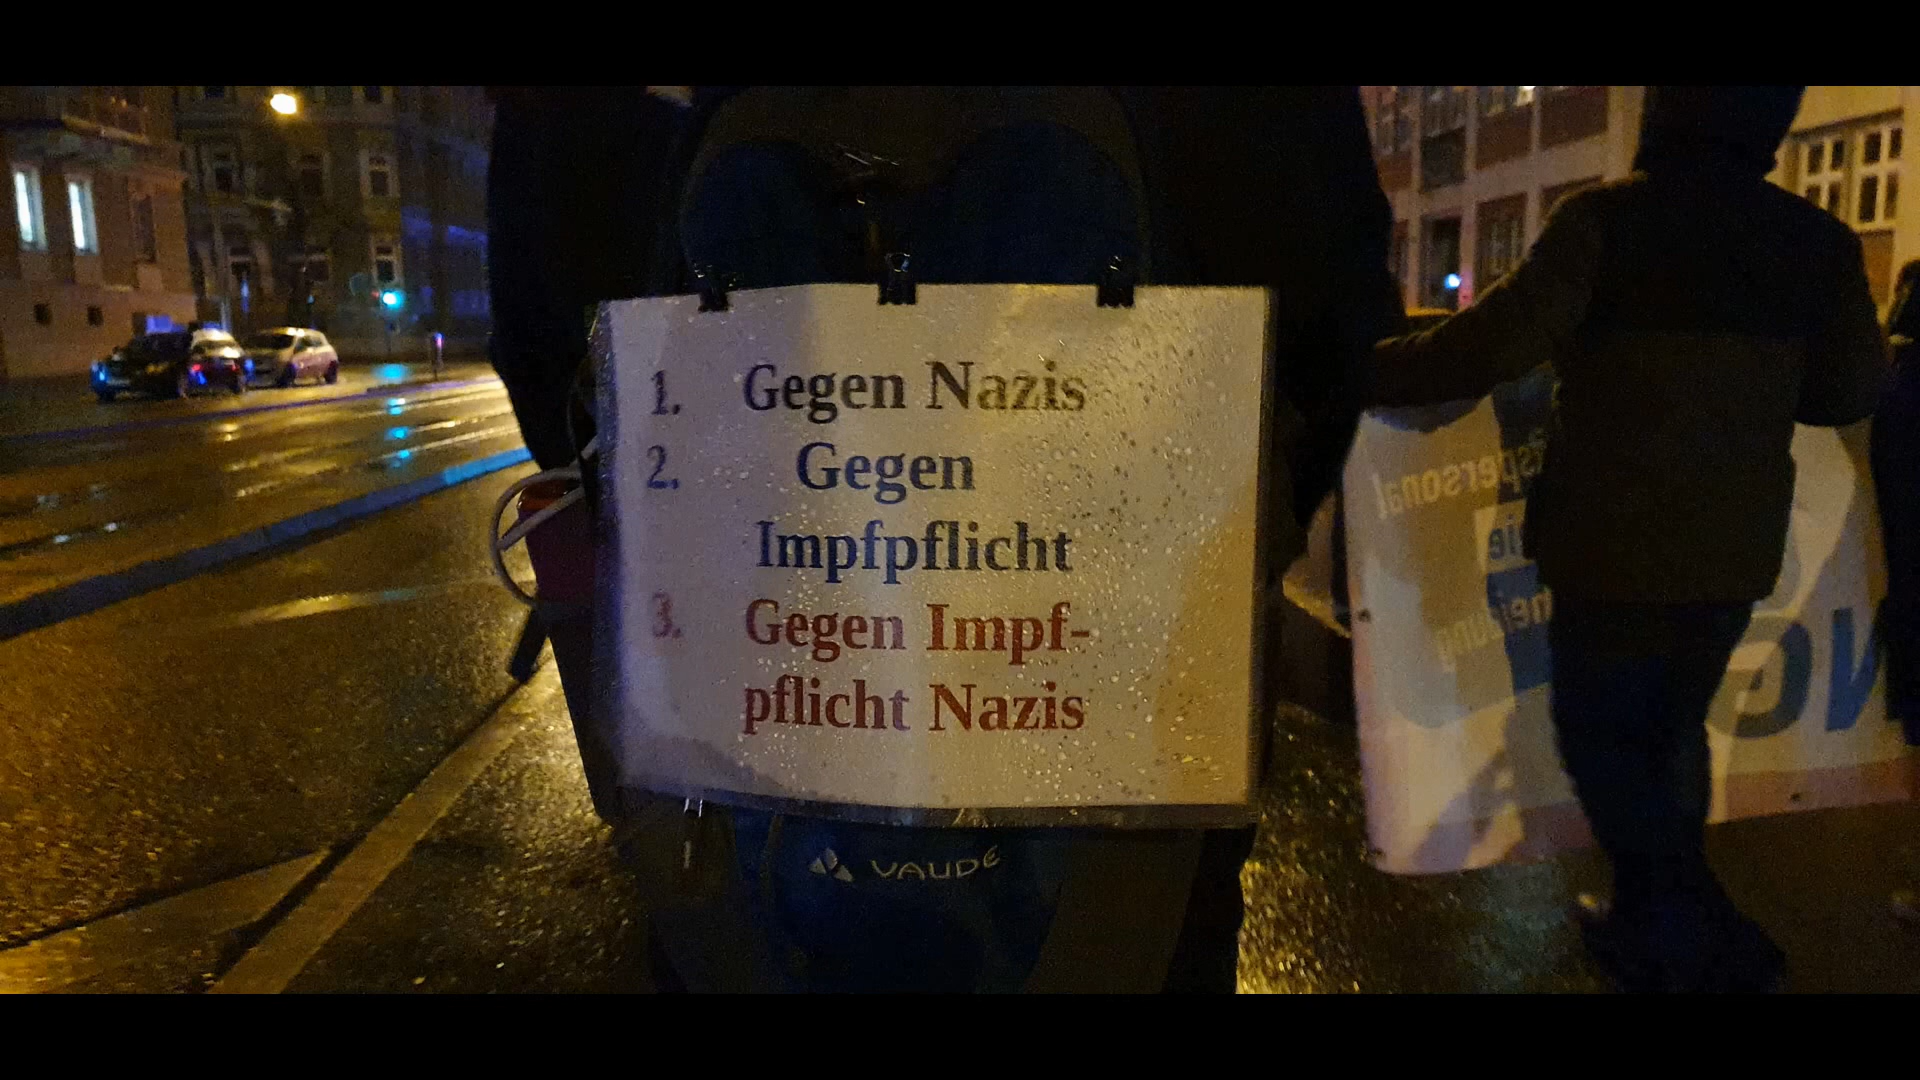 1. Gegen Nazis
2. Gegen
Impfpflicht
3. Gegen Impf-
pflicht Nazis
VAUDE